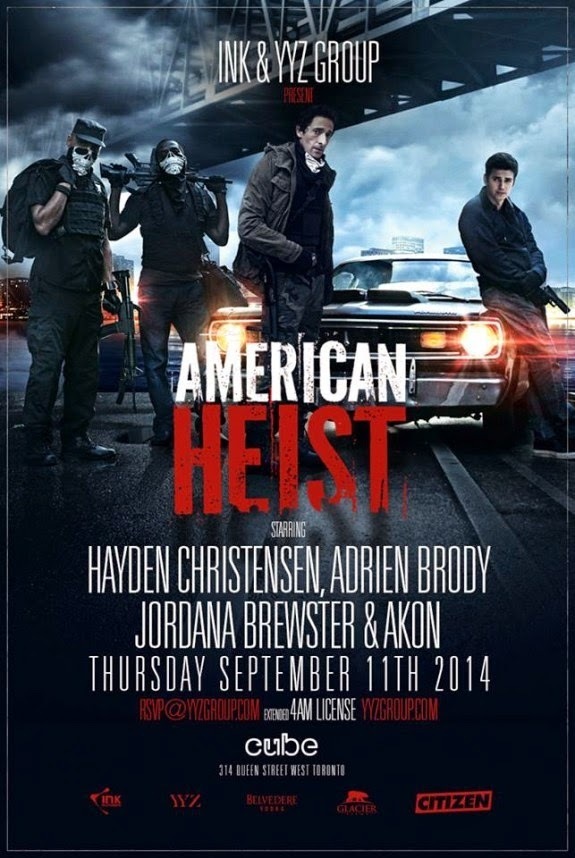 INK & YYZ GROUP
PRESENT
AMERICAN
HEIST
STARRING
HAYDEN CHRISTENSEN, ADRIEN BRODY
JORDANA BREWSTER & AKON
THURSDAY SEPTEMBER 11TH 2014
RSVP@YYZGROUP.COM EXTENDED 4AM LICENSE YYZGROUP.COM
cube
314 QUEEN STREET WEST TORONTO
INK YYZ BELVEDERE VODKA GLACIER CITIZEN